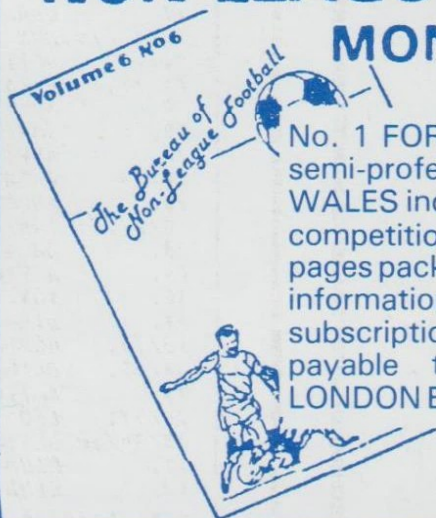 MON
Volume 6 No 6
The Bureau of
Non-League Football
No. 1 FOR
semi-profe
WALES inc
competitio
pages pack
informatio
subscriptio
payable t
LONDON E